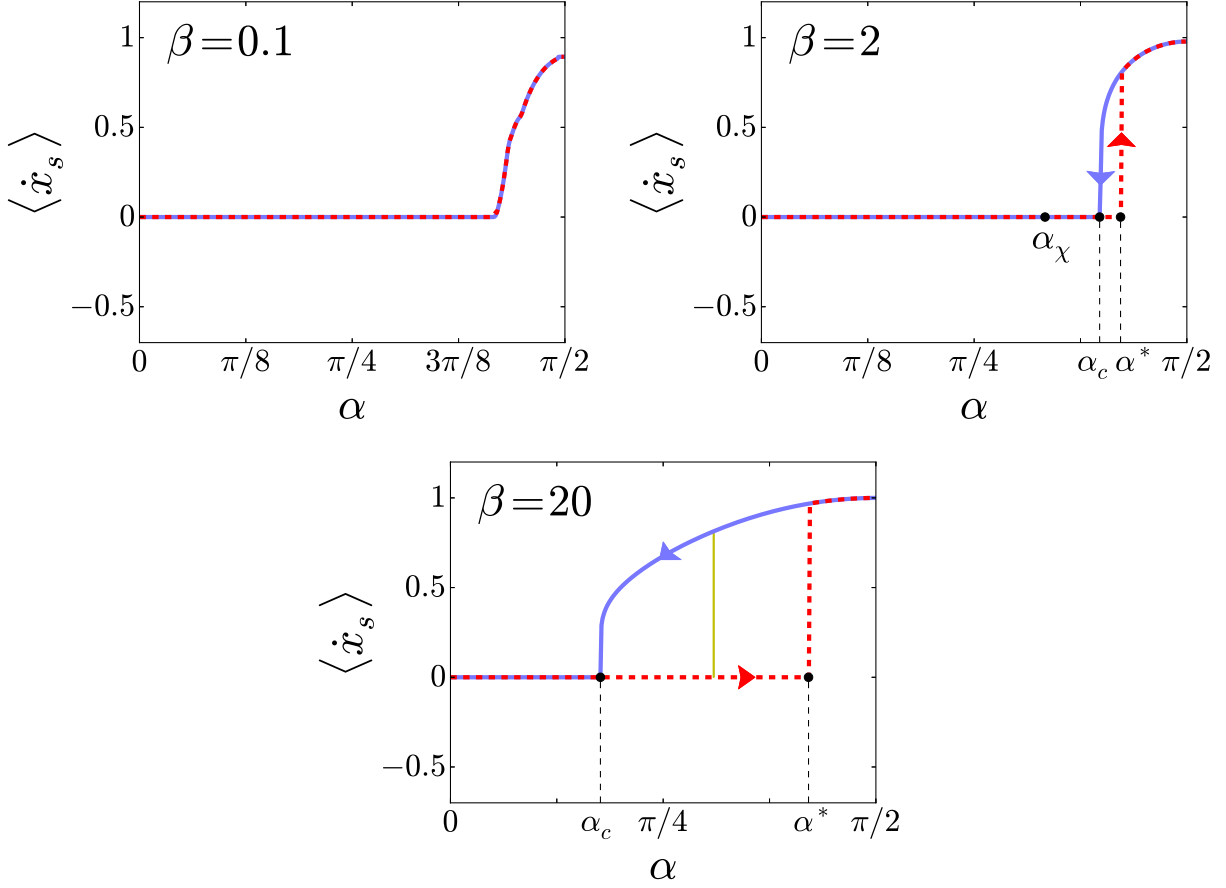 β=0.1
1
0.5
0
−0.5
⟨ẋ_s⟩
0 π/8 π/4 3π/8 π/2
α
β=2
1
0.5
0
−0.5
⟨ẋ_s⟩
α_χ
0 π/8 π/4 α_c α* π/2
α
β=20
1
0.5
0
−0.5
⟨ẋ_s⟩
0 α_c π/4 α* π/2
α